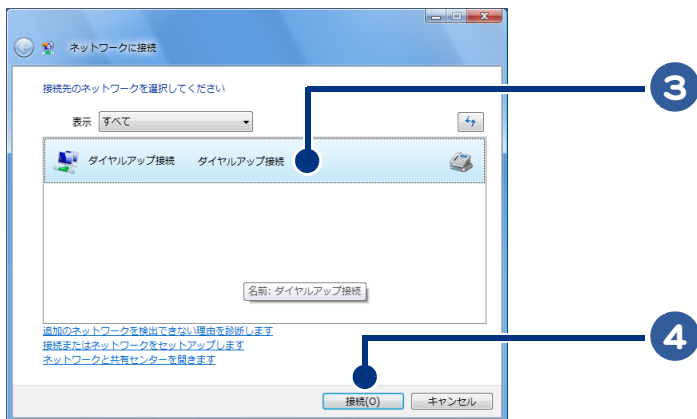 ネットワークに接続
接続先のネットワークを選択してください
3
表示 すべて
ダイヤルアップ接続 ダイヤルアップ接続
名前: ダイヤルアップ接続
追加のネットワークを検出できない理由を診断します
接続またはネットワークをセットアップします
4
ネットワークと共有センターを開きます
接続(O) キャンセル